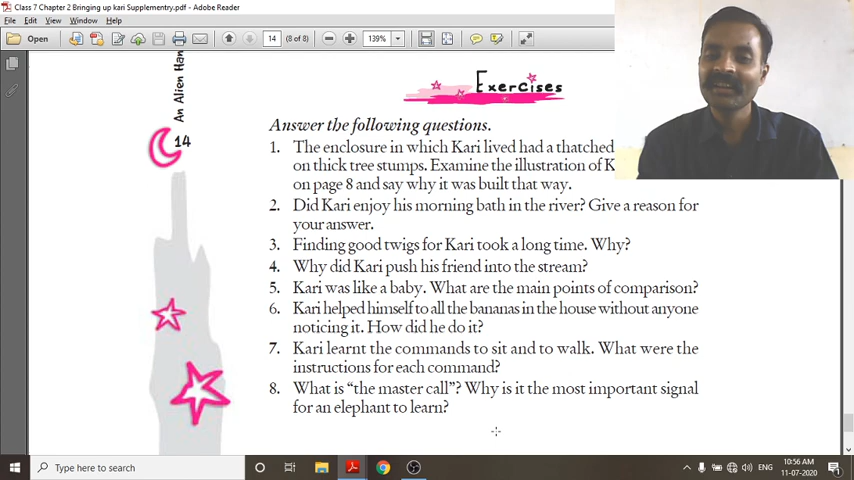 Class 7 Chapter 2 Bringing up kari Supplementry.pdf - Adobe Reader
File Edit View Window Help
Open
14
(8 of 8)
139%
An Alien Han
14
Exercises
Answer the following questions.
1. The enclosure in which Kari lived had a thatched
on thick tree stumps. Examine the illustration of K
on page 8 and say why it was built that way.
2. Did Kari enjoy his morning bath in the river? Give a reason for
your answer.
3. Finding good twigs for Kari took a long time. Why?
4. Why did Kari push his friend into the stream?
5. Kari was like a baby. What are the main points of comparison?
6. Kari helped himself to all the bananas in the house without anyone
noticing it. How did he do it?
7. Kari learnt the commands to sit and to walk. What were the
instructions for each command?
8. What is “the master call”? Why is it the most important signal
for an elephant to learn?
Type here to search
ENG
10:56 AM
11-07-2020